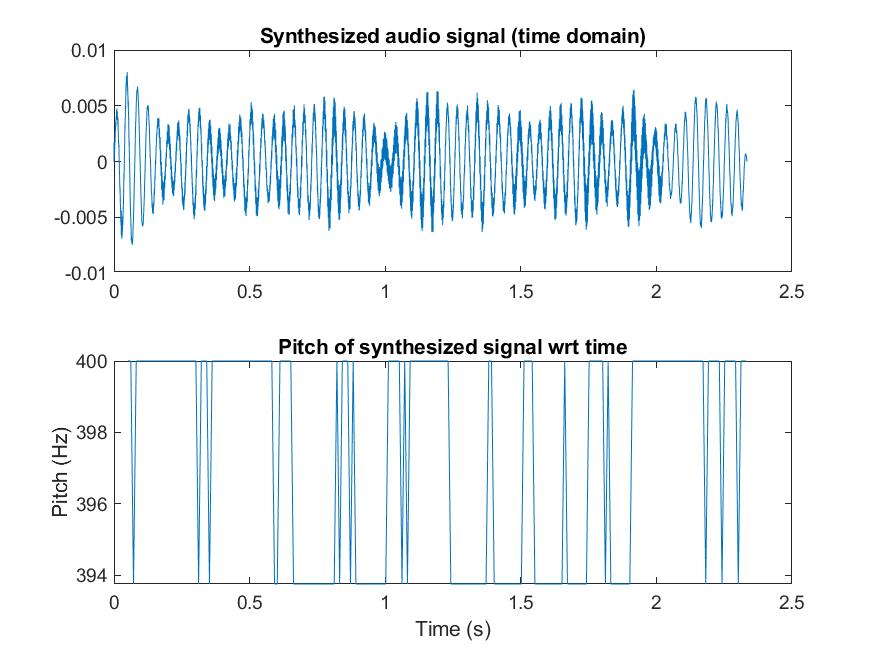 Synthesized audio signal (time domain)
0.01
0.005
0
-0.005
-0.01
0 0.5 1 1.5 2 2.5
Pitch of synthesized signal wrt time
400
398
396
394
Pitch (Hz)
0 0.5 1 1.5 2 2.5
Time (s)